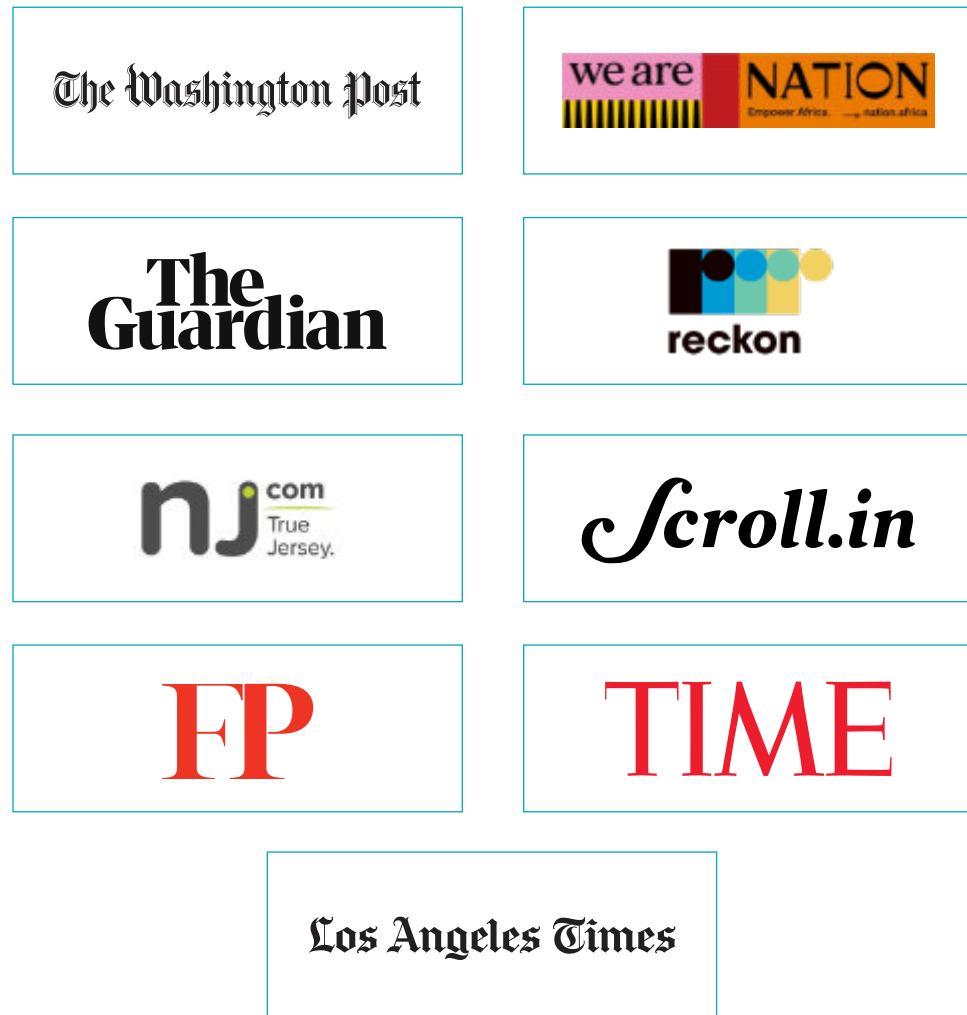 The Washington Post
we are
NATION
Empower Africa. → nation.africa
The
Guardian
reckon
nj
com
True
Jersey.
Scroll.in
FP
TIME
Los Angeles Times